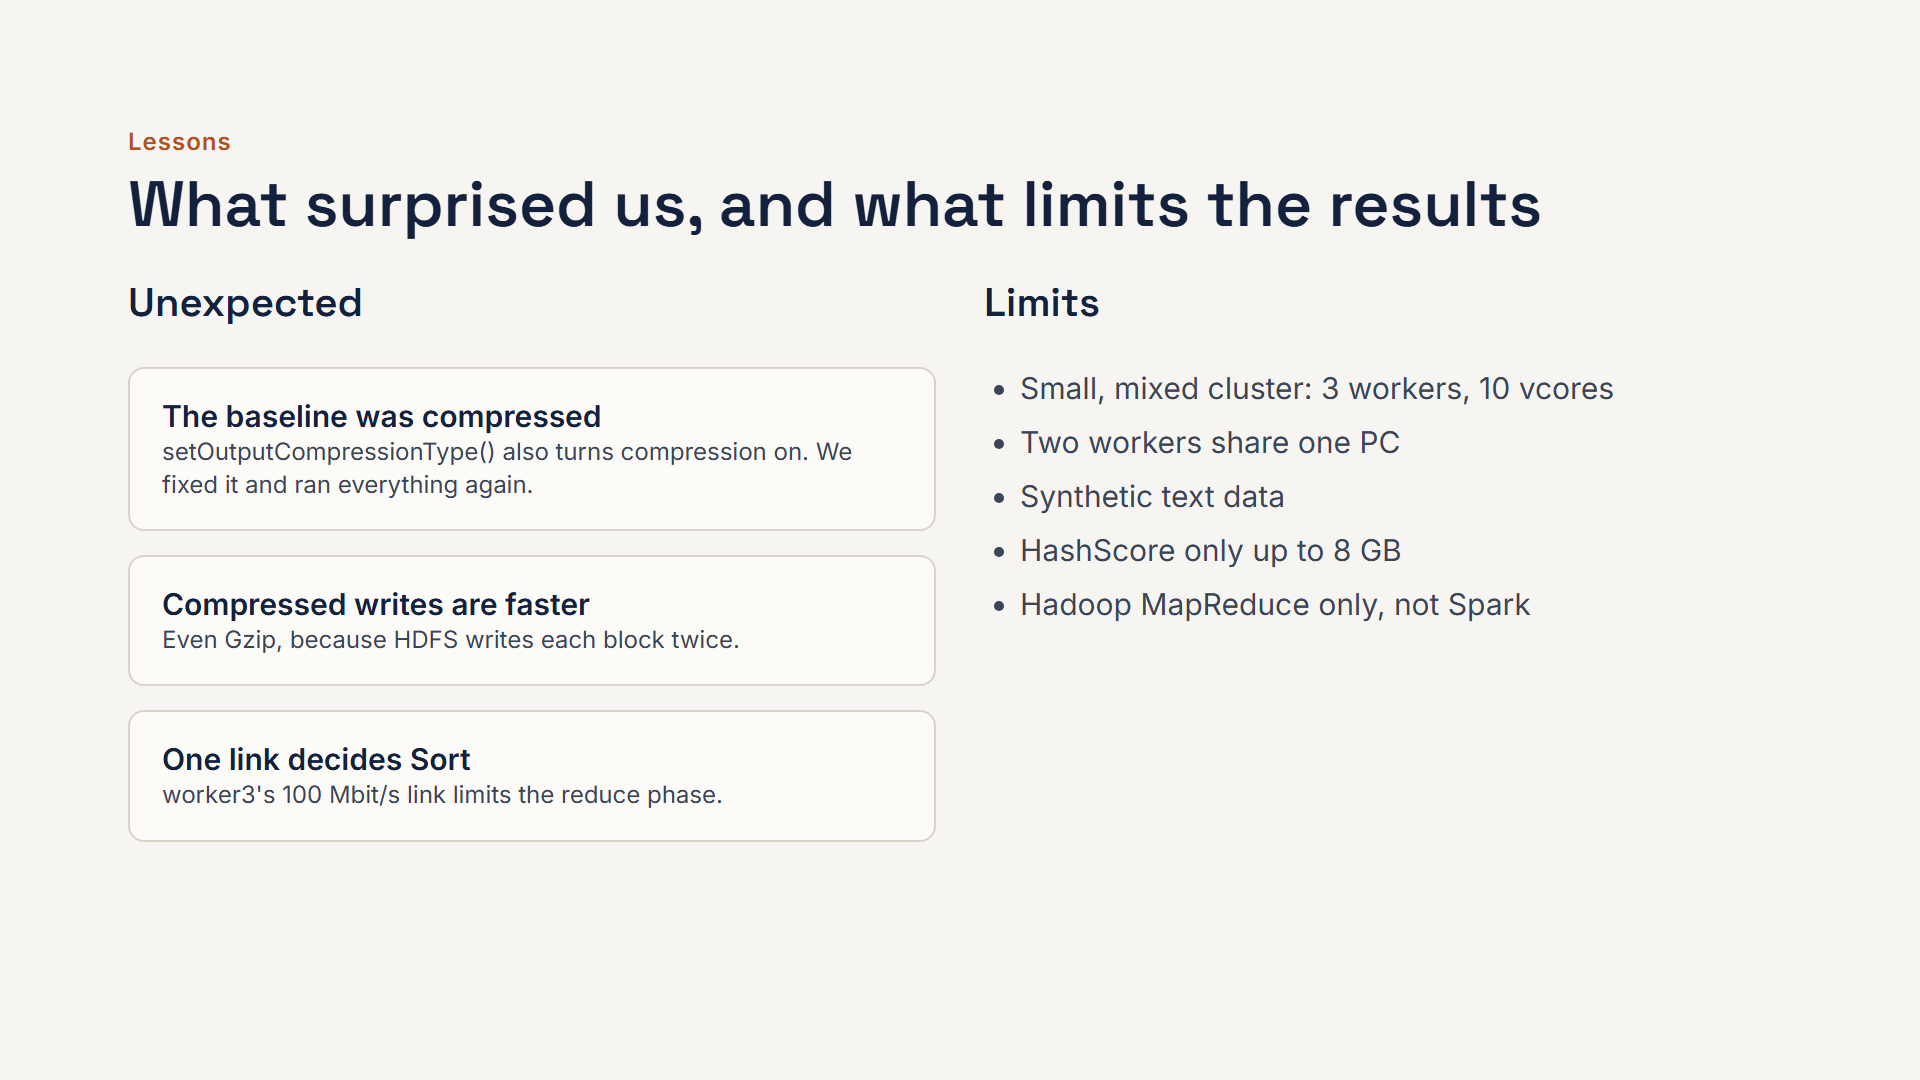 Lessons
What surprised us, and what limits the results
Unexpected
The baseline was compressed
setOutputCompressionType() also turns compression on. We
fixed it and ran everything again.
Compressed writes are faster
Even Gzip, because HDFS writes each block twice.
One link decides Sort
worker3's 100 Mbit/s link limits the reduce phase.
Limits
• Small, mixed cluster: 3 workers, 10 vcores
• Two workers share one PC
• Synthetic text data
• HashScore only up to 8 GB
• Hadoop MapReduce only, not Spark